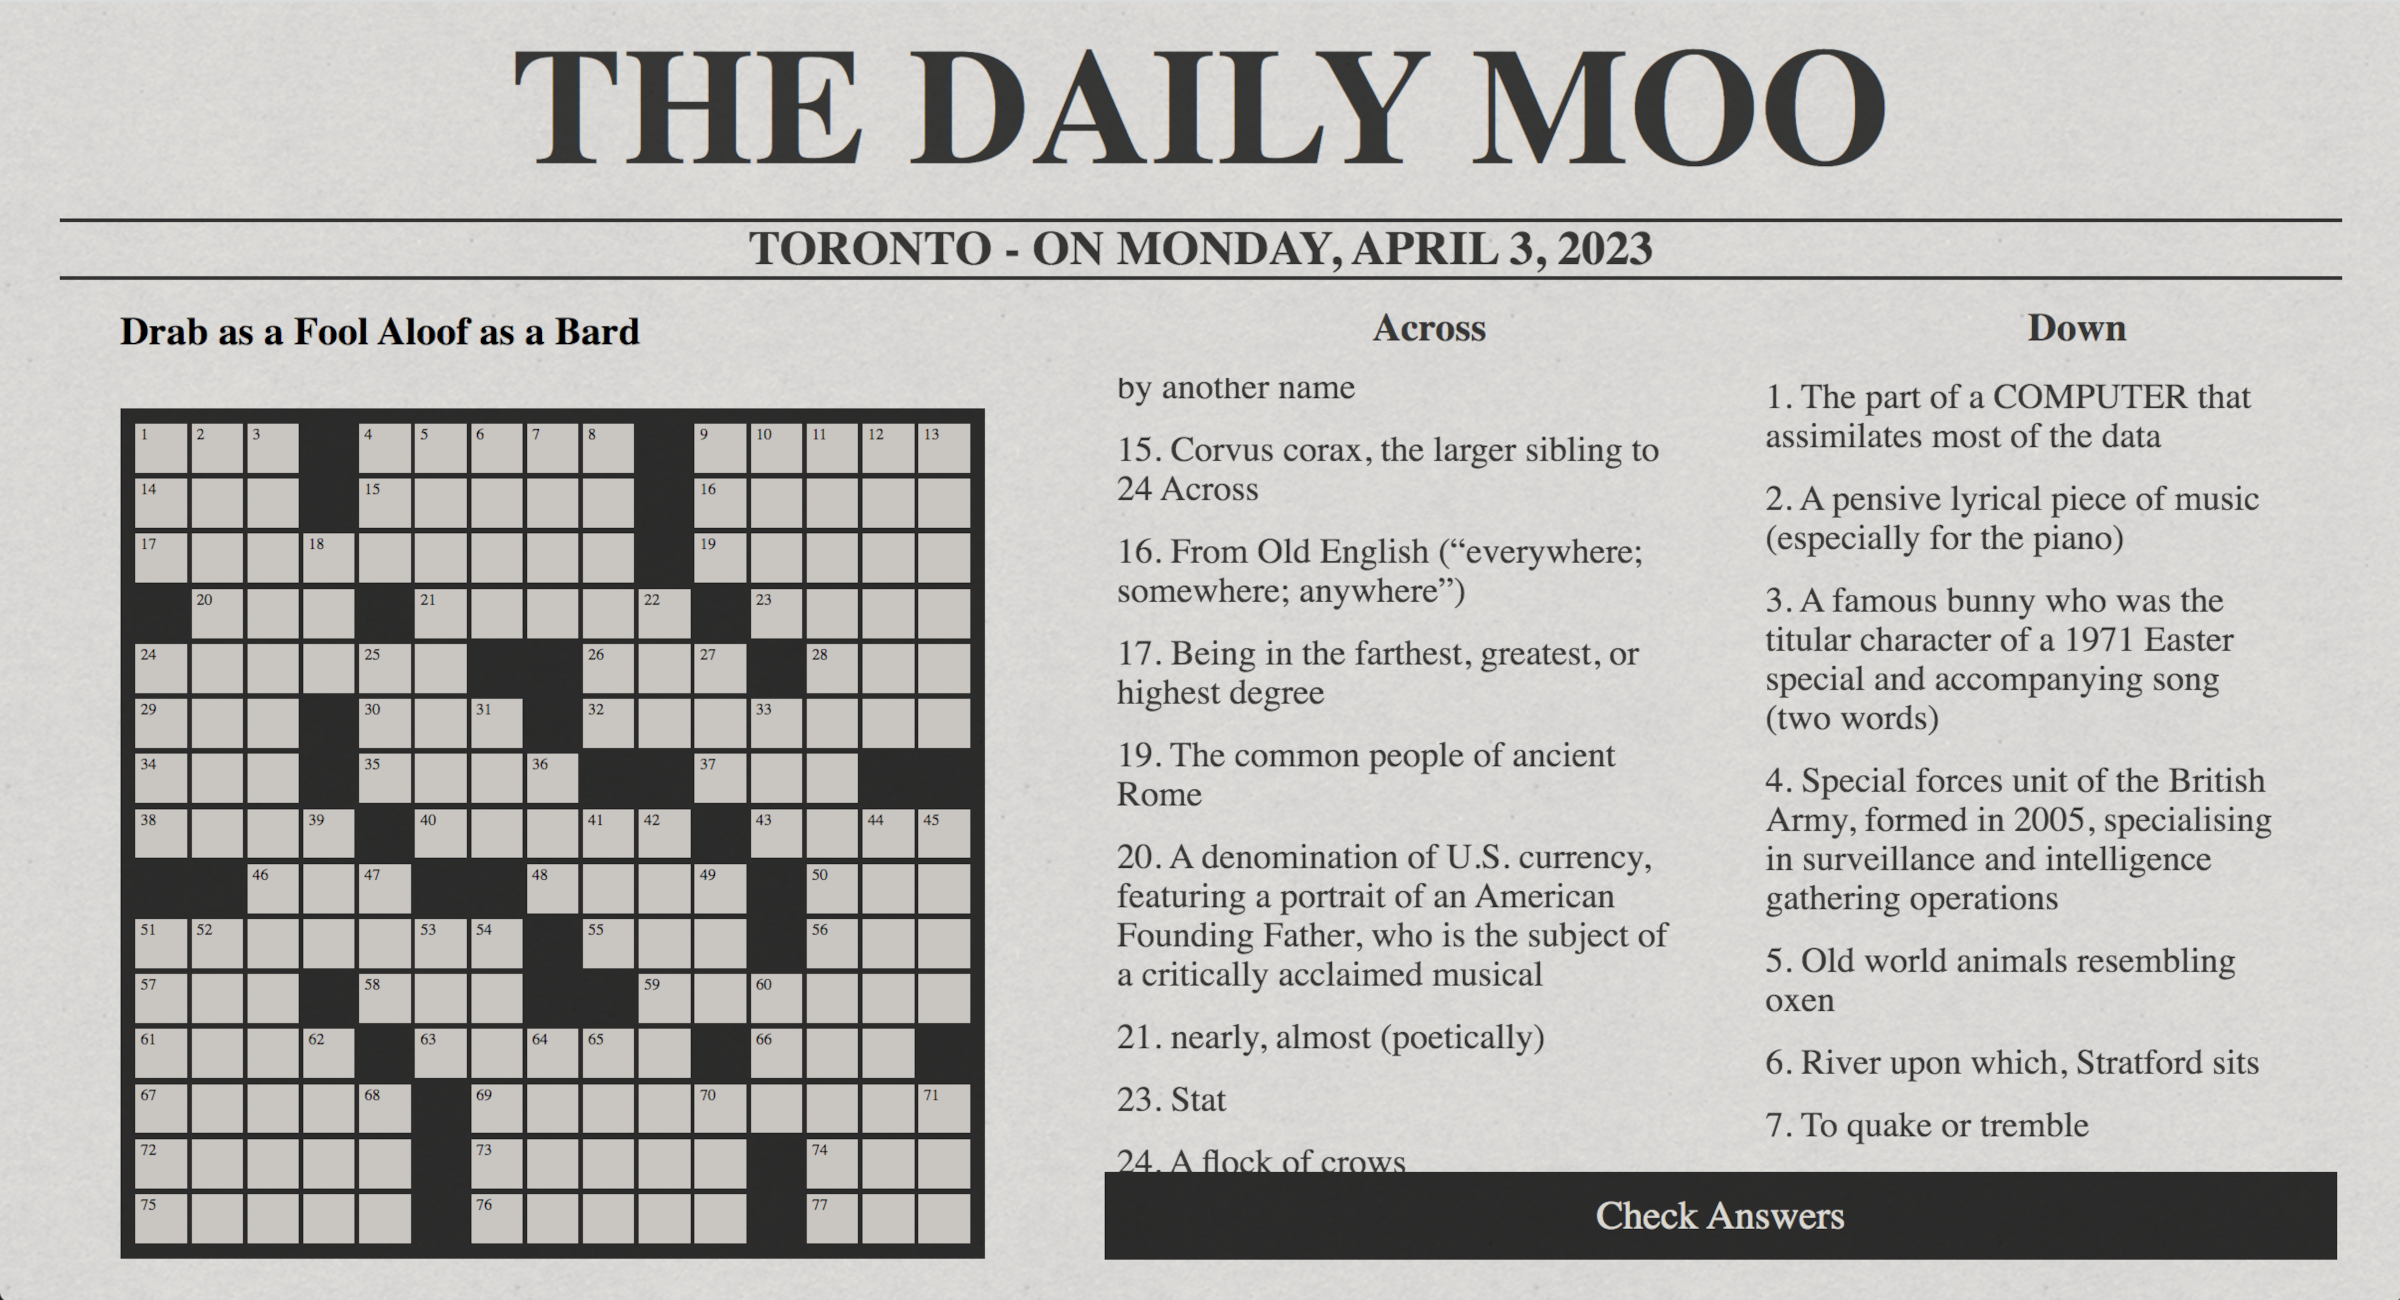 THE DAILY MOO
TORONTO - ON MONDAY, APRIL 3, 2023
Drab as a Fool Aloof as a Bard
1 2 3 4 5 6 7 8 9 10 11 12 13
14 15 16
17 18 19
20 21 22 23
24 25 26 27 28
29 30 31 32 33
34 35 36 37
38 39 40 41 42 43 44 45
46 47 48 49 50
51 52 53 54 55 56
57 58 59 60
61 62 63 64 65 66
67 68 69 70 71
72 73 74
75 76 77
Across
by another name
15. Corvus corax, the larger sibling to
24 Across
16. From Old English (“everywhere;
somewhere; anywhere”)
17. Being in the farthest, greatest, or
highest degree
19. The common people of ancient
Rome
20. A denomination of U.S. currency,
featuring a portrait of an American
Founding Father, who is the subject of
a critically acclaimed musical
21. nearly, almost (poetically)
23. Stat
24. A flock of crows
Down
1. The part of a COMPUTER that
assimilates most of the data
2. A pensive lyrical piece of music
(especially for the piano)
3. A famous bunny who was the
titular character of a 1971 Easter
special and accompanying song
(two words)
4. Special forces unit of the British
Army, formed in 2005, specialising
in surveillance and intelligence
gathering operations
5. Old world animals resembling
oxen
6. River upon which, Stratford sits
7. To quake or tremble
Check Answers